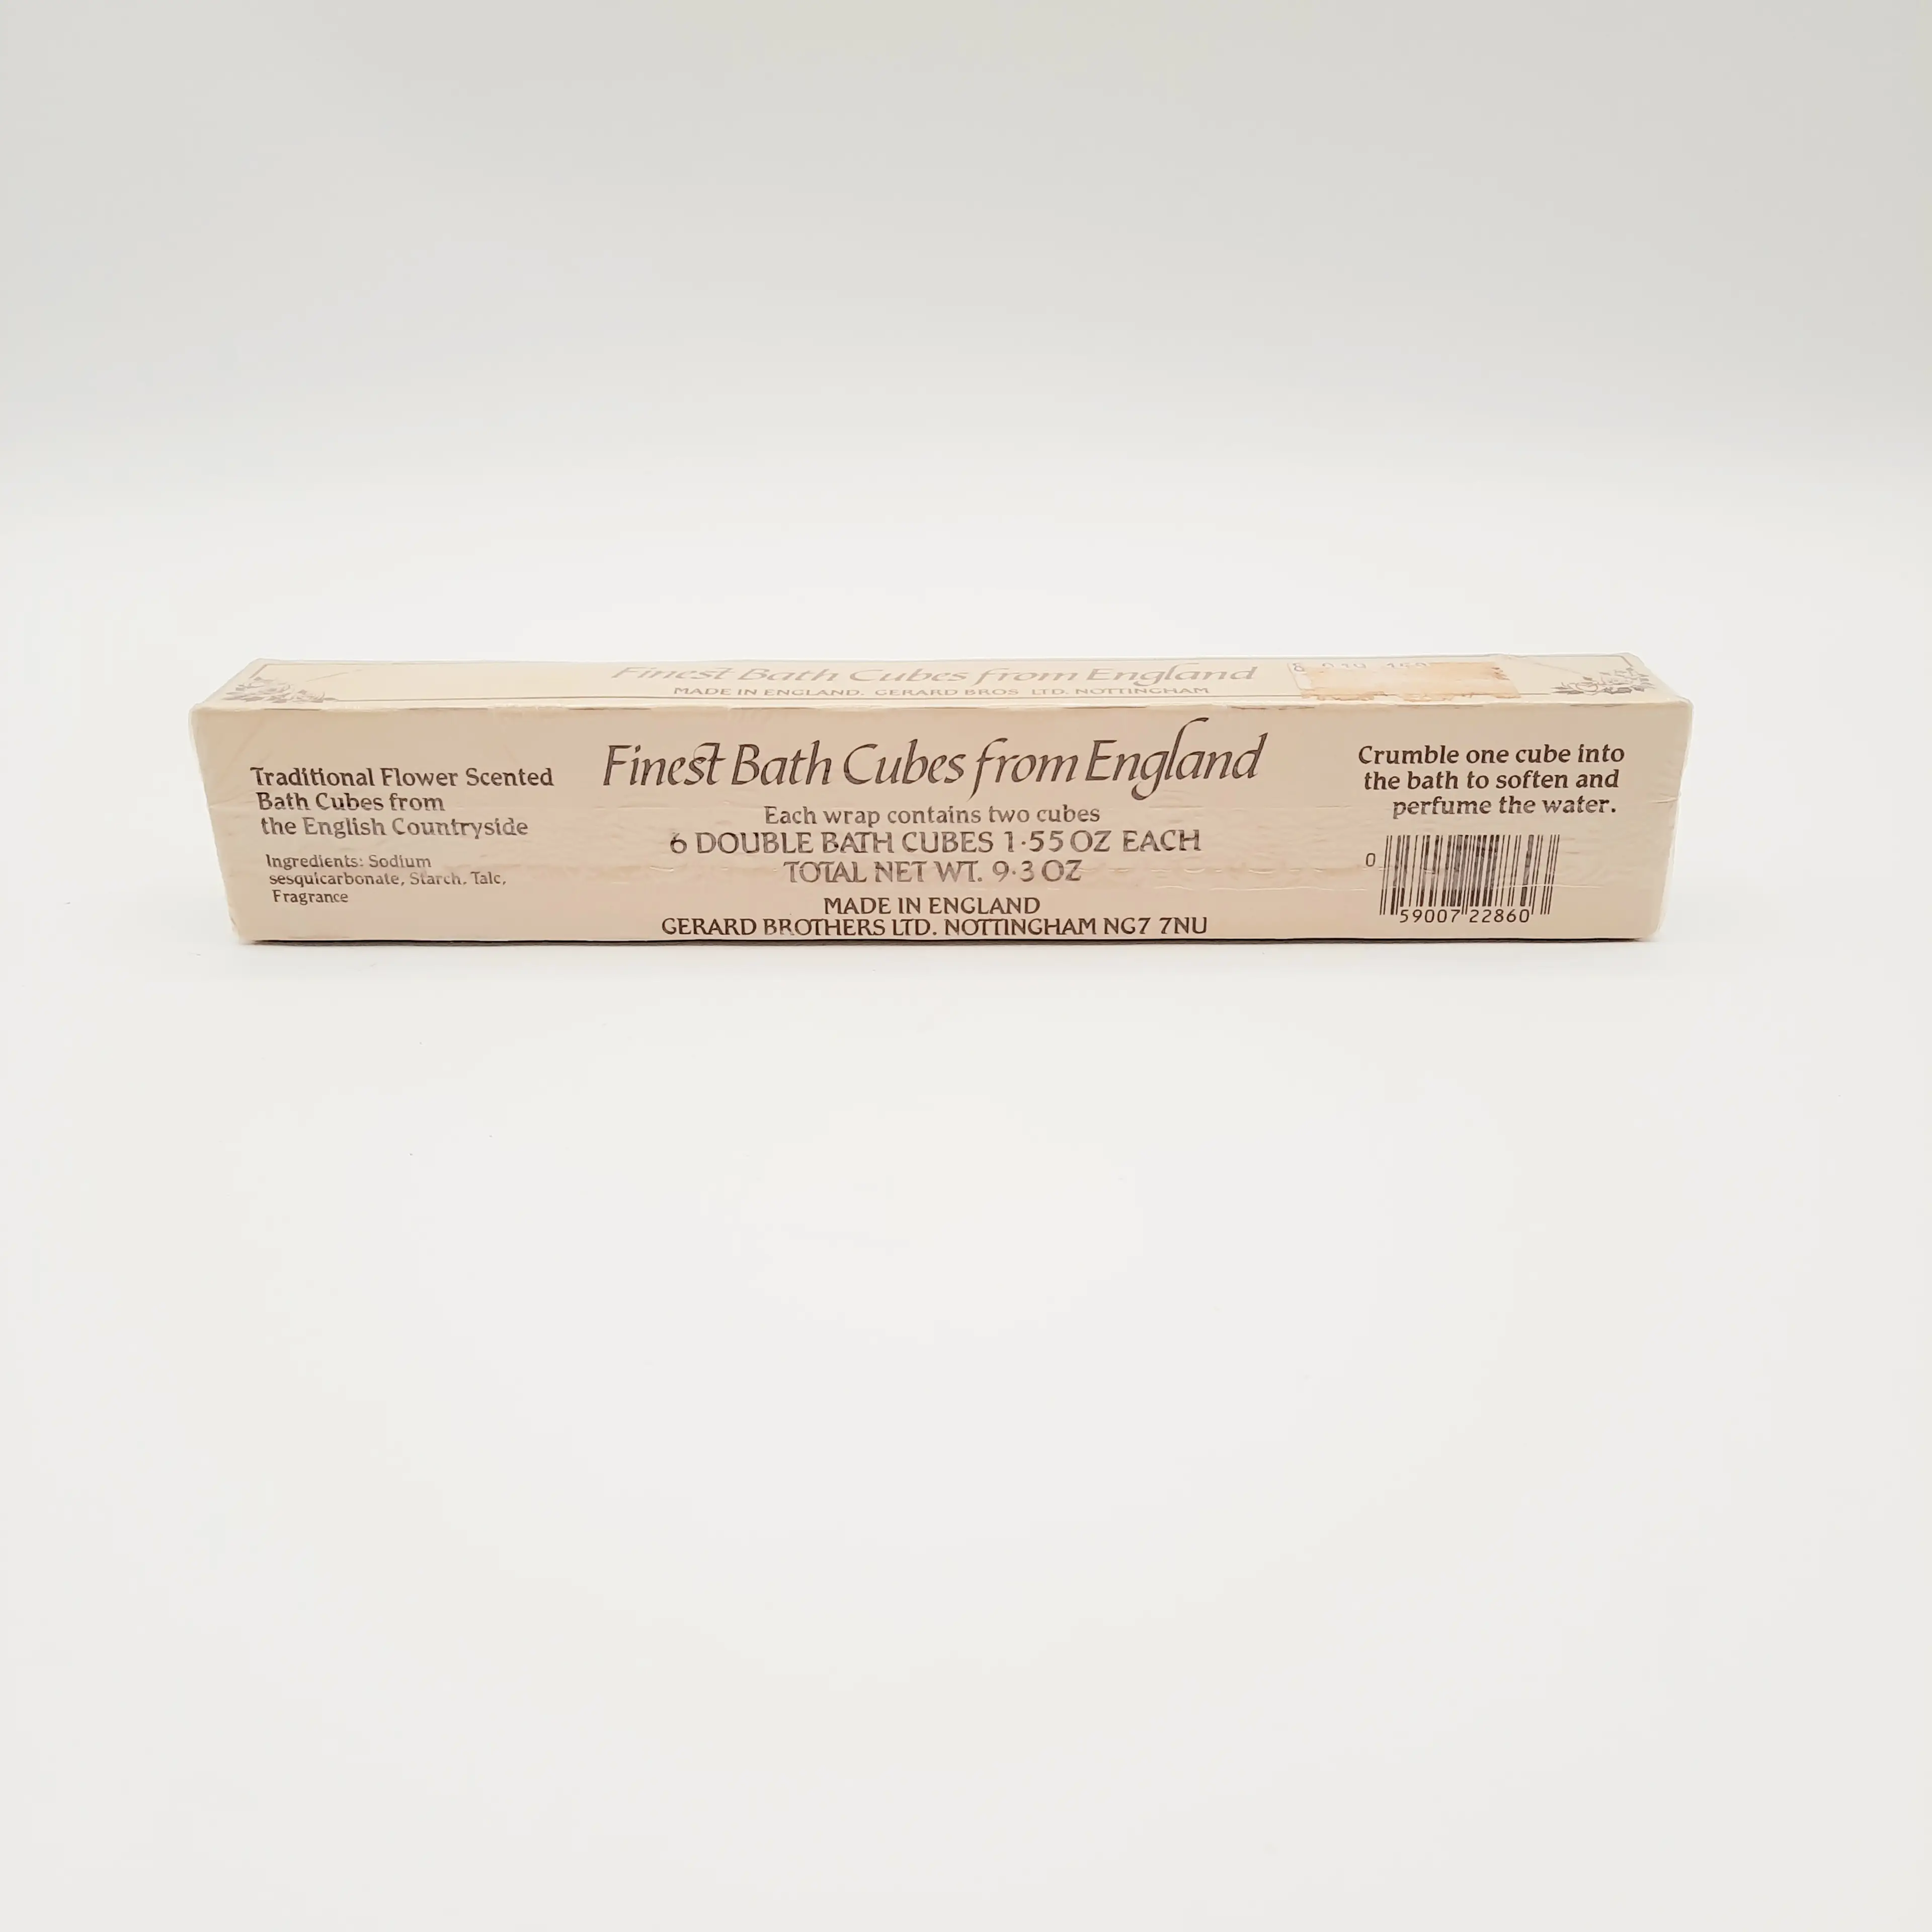 Finest Bath Cubes from England
MADE IN ENGLAND. GERARD BROS LTD. NOTTINGHAM
Traditional Flower Scented
Bath Cubes from
the English Countryside
Ingredients: Sodium
sesquicarbonate, Starch, Talc,
Fragrance
Finest Bath Cubes from England
Each wrap contains two cubes
6 DOUBLE BATH CUBES 1·55 OZ EACH
TOTAL NET WT. 9·3 OZ
MADE IN ENGLAND
GERARD BROTHERS LTD. NOTTINGHAM NG7 7NU
Crumble one cube into
the bath to soften and
perfume the water.
0 59007 22860